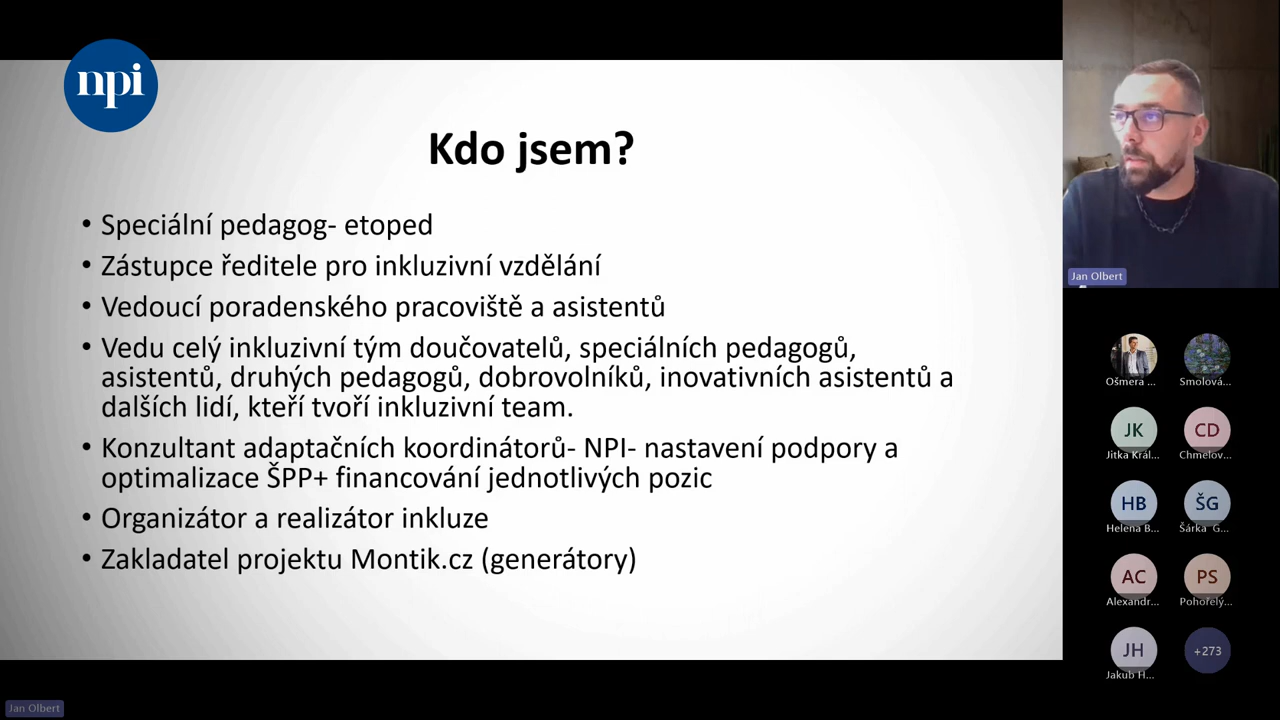 npi
Kdo jsem?
• Speciální pedagog- etoped
• Zástupce ředitele pro inkluzivní vzdělání
• Vedoucí poradenského pracoviště a asistentů
• Vedu celý inkluzivní tým doučovatelů, speciálních pedagogů,
asistentů, druhých pedagogů, dobrovolníků, inovativních asistentů a
dalších lidí, kteří tvoří inkluzivní team.
• Konzultant adaptačních koordinátorů- NPI- nastavení podpory a
optimalizace ŠPP+ financování jednotlivých pozic
• Organizátor a realizátor inkluze
• Zakladatel projektu Montik.cz (generátory)
Jan Olbert
Ošmera ...
Smolová...
JK
Jitka Král...
CD
Chmelov...
HB
Helena B...
ŠG
Šárka G...
AC
Alexandr...
PS
Pohořelý...
JH
Jakub H...
+273
Jan Olbert